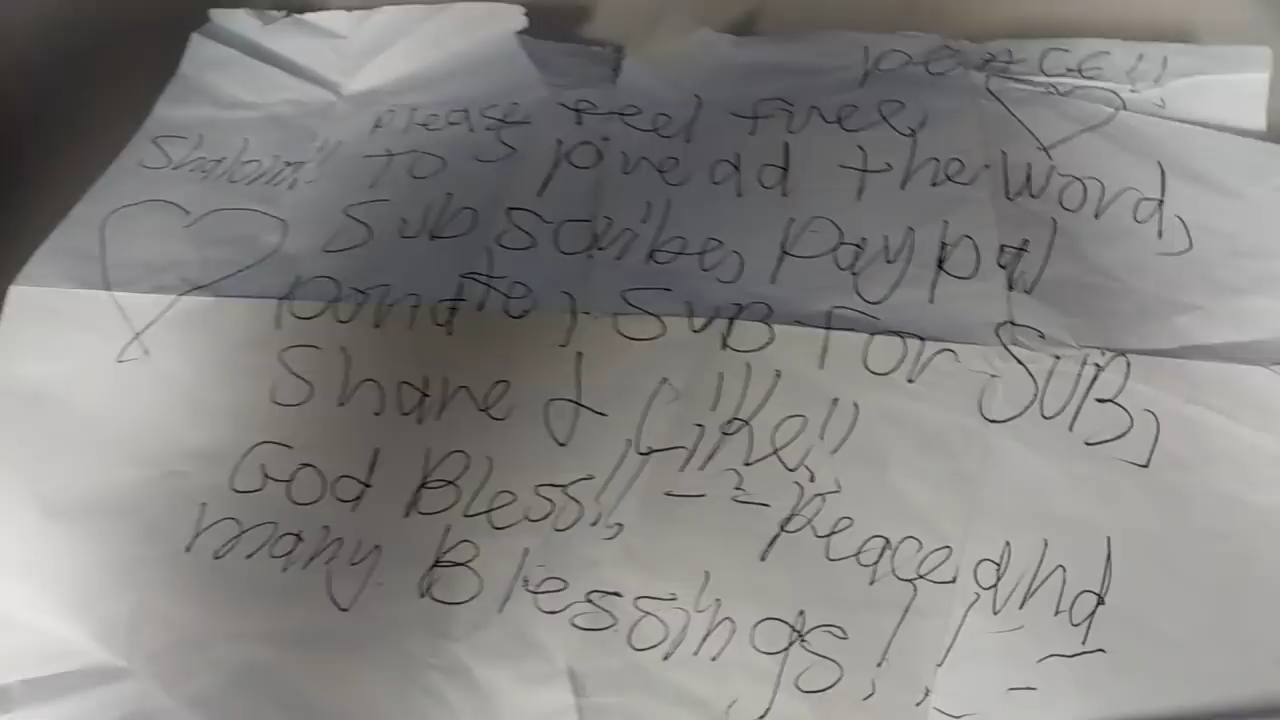 PEACE!!
Please feel free,
Shalom!! to spread the word,
Subscribe, Paypal
Donate, SUB For SUB,
Share & Like!!
God Bless!! -- Peace and
many Blessings!!